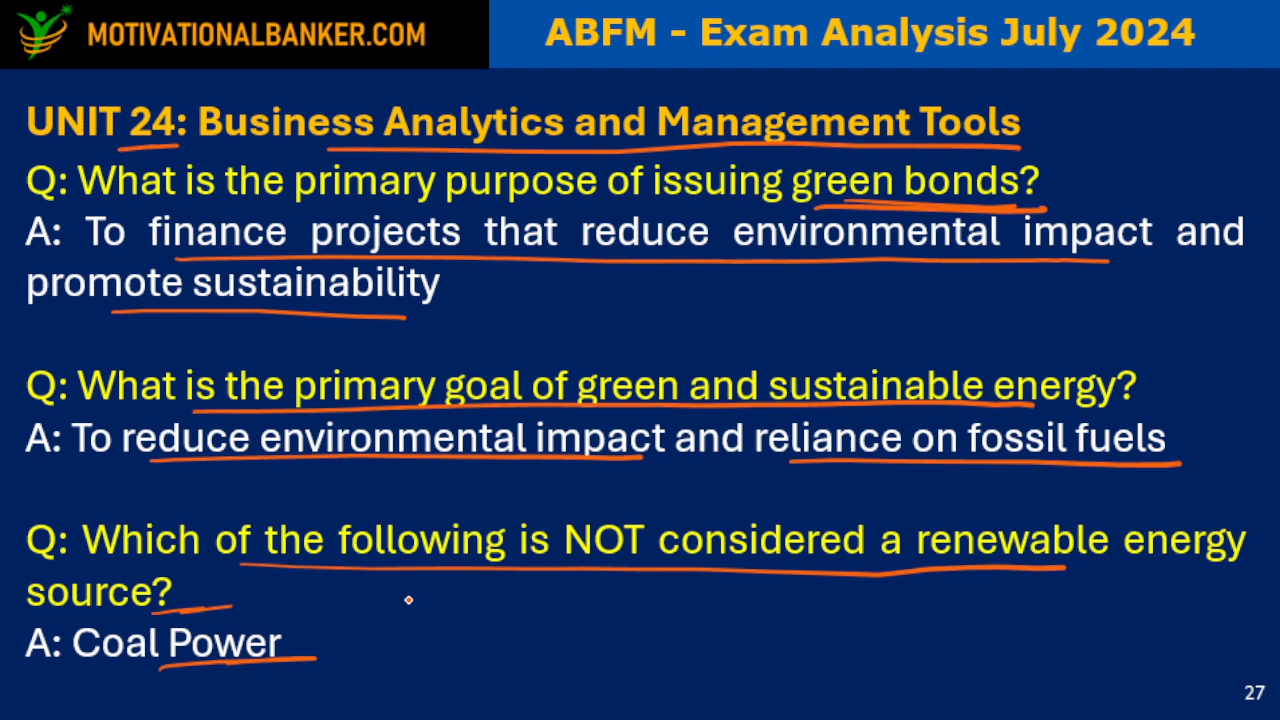 MOTIVATIONALBANKER.COM
ABFM - Exam Analysis July 2024
UNIT 24: Business Analytics and Management Tools
Q: What is the primary purpose of issuing green bonds?
A: To finance projects that reduce environmental impact and
promote sustainability
Q: What is the primary goal of green and sustainable energy?
A: To reduce environmental impact and reliance on fossil fuels
Q: Which of the following is NOT considered a renewable energy
source?
A: Coal Power
27